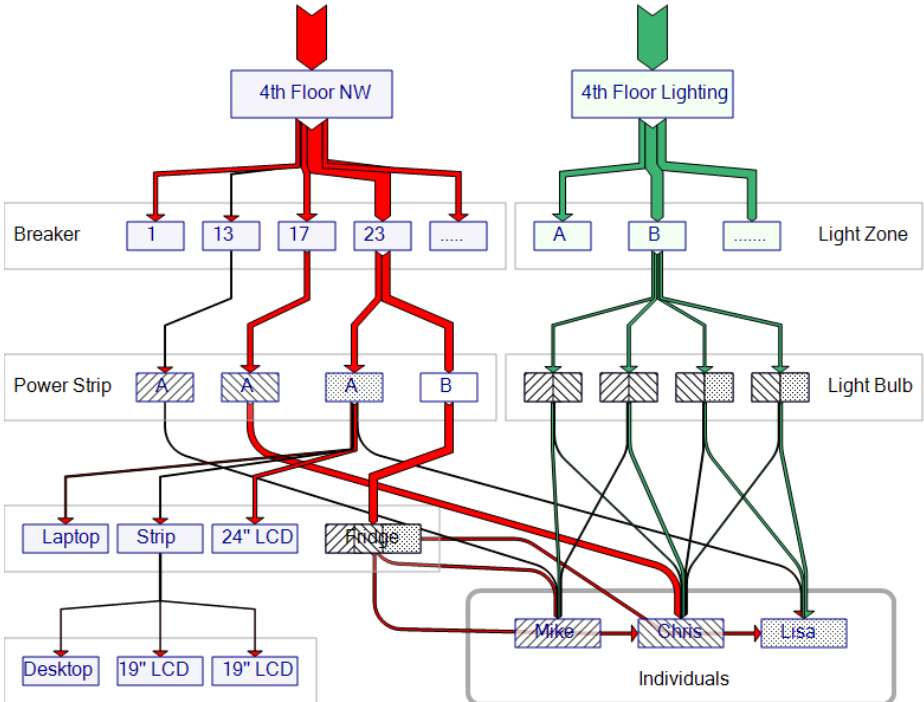 4th Floor NW
4th Floor Lighting
Breaker
1
13
17
23
.....
A
B
.......
Light Zone
Power Strip
A
A
A
B
Light Bulb
Laptop
Strip
24" LCD
Fridge
Mike
Chris
Lisa
Desktop
19" LCD
19" LCD
Individuals